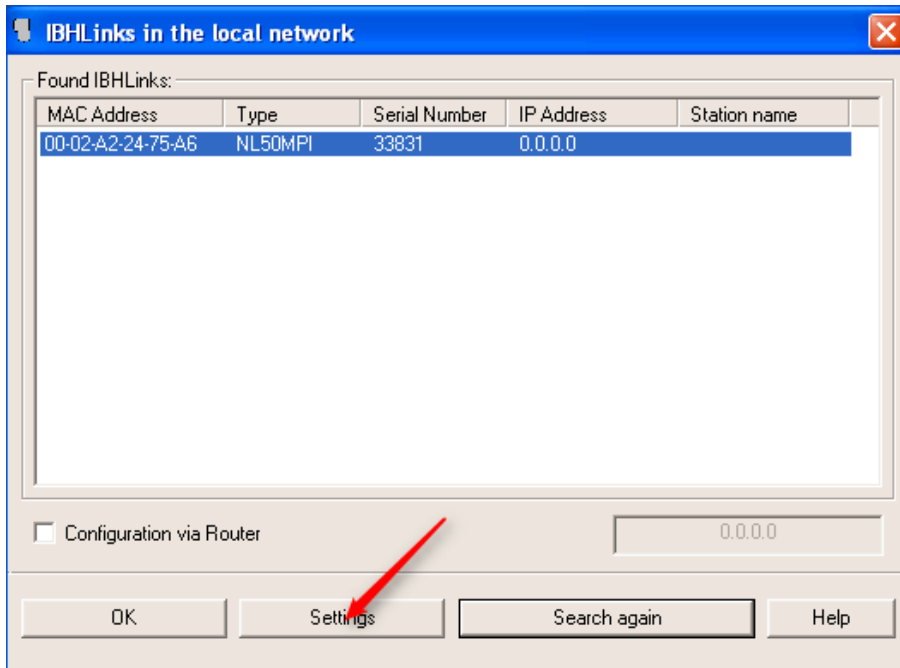 IBHLinks in the local network
Found IBHLinks:
MAC Address Type Serial Number IP Address Station name
00-02-A2-24-75-A6 NL50MPI 33831 0.0.0.0
Configuration via Router 0.0.0.0
OK Settings Search again Help